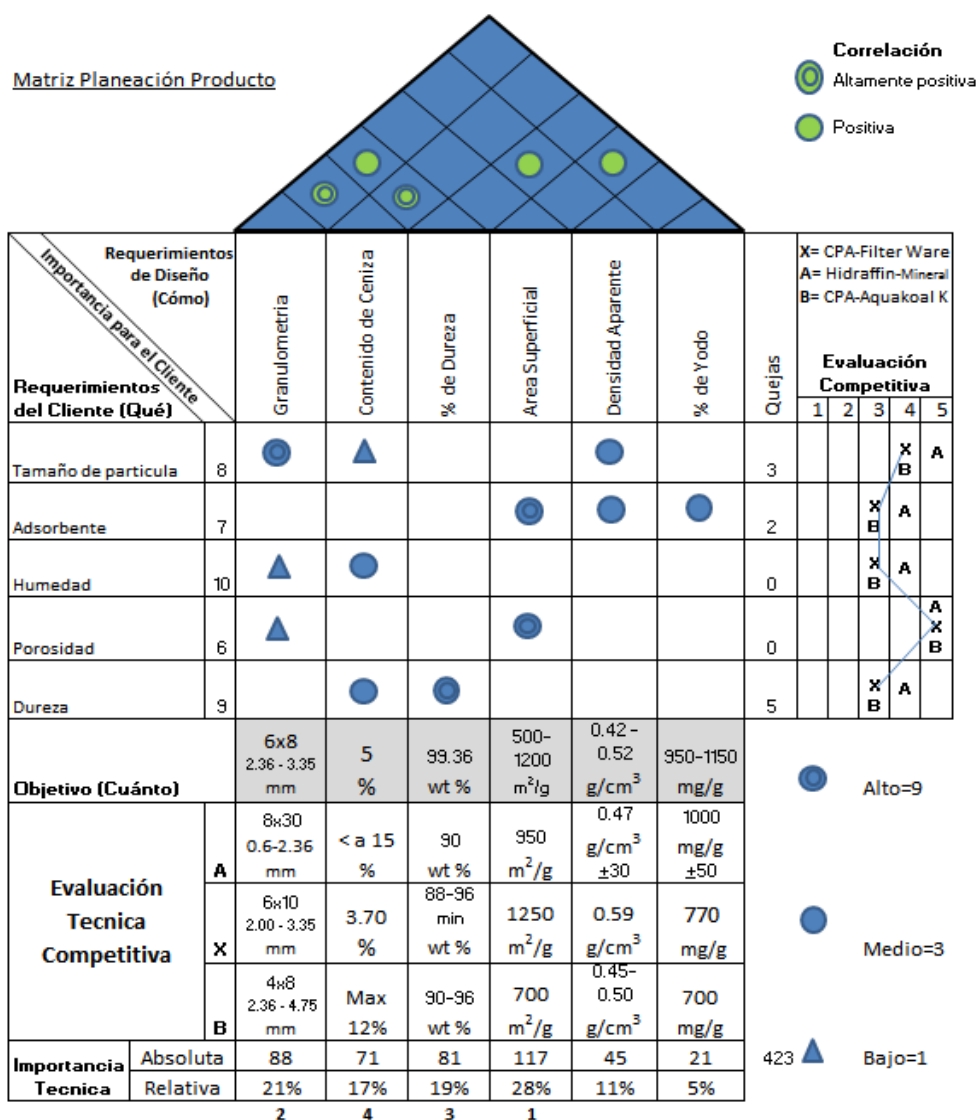 Matriz Planeación Producto
Correlación
Altamente positiva
Positiva
Importancia para el Cliente
Requerimientos
de Diseño
(Cómo)
Requerimientos
del Cliente (Qué)
Granulometria
Contenido de Ceniza
% de Dureza
Area Superficial
Densidad Aparente
% de Yodo
Quejas
X= CPA-Filter Ware
A= Hidraffin-Mineral
B= CPA-Aquakoal K
Evaluación
Competitiva
1 2 3 4 5
Tamaño de particula 8 3 X B A
Adsorbente 7 2 X B A
Humedad 10 0 X B A
Porosidad 6 0 A X B
Dureza 9 5 X B A
Objetivo (Cuánto)
6x8
2.36 - 3.35
mm
5
%
99.36
wt %
500-
1200
m²/g
0.42 -
0.52
g/cm³
950-1150
mg/g
Alto=9
Evaluación
Tecnica
Competitiva
A
8x30
0.6-2.36
mm
< a 15
%
90
wt %
950
m²/g
0.47
g/cm³
±30
1000
mg/g
±50
X
6x10
2.00 - 3.35
mm
3.70
%
88-96
min
wt %
1250
m²/g
0.59
g/cm³
770
mg/g
Medio=3
B
4x8
2.36 - 4.75
mm
Max
12%
90-96
wt %
700
m²/g
0.45-
0.50
g/cm³
700
mg/g
Importancia
Tecnica
Absoluta 88 71 81 117 45 21 423
Bajo=1
Relativa 21% 17% 19% 28% 11% 5%
2 4 3 1